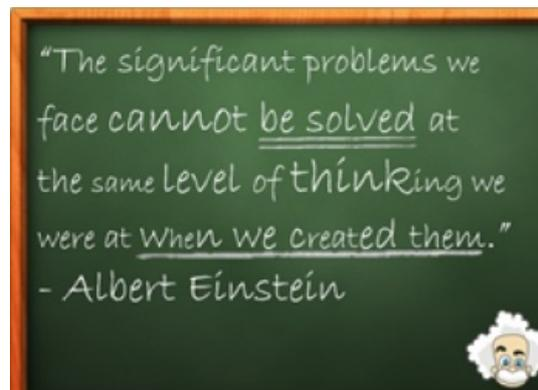 “The significant problems we
face cannot be solved at
the same level of thinking we
were at when we created them.”
- Albert Einstein